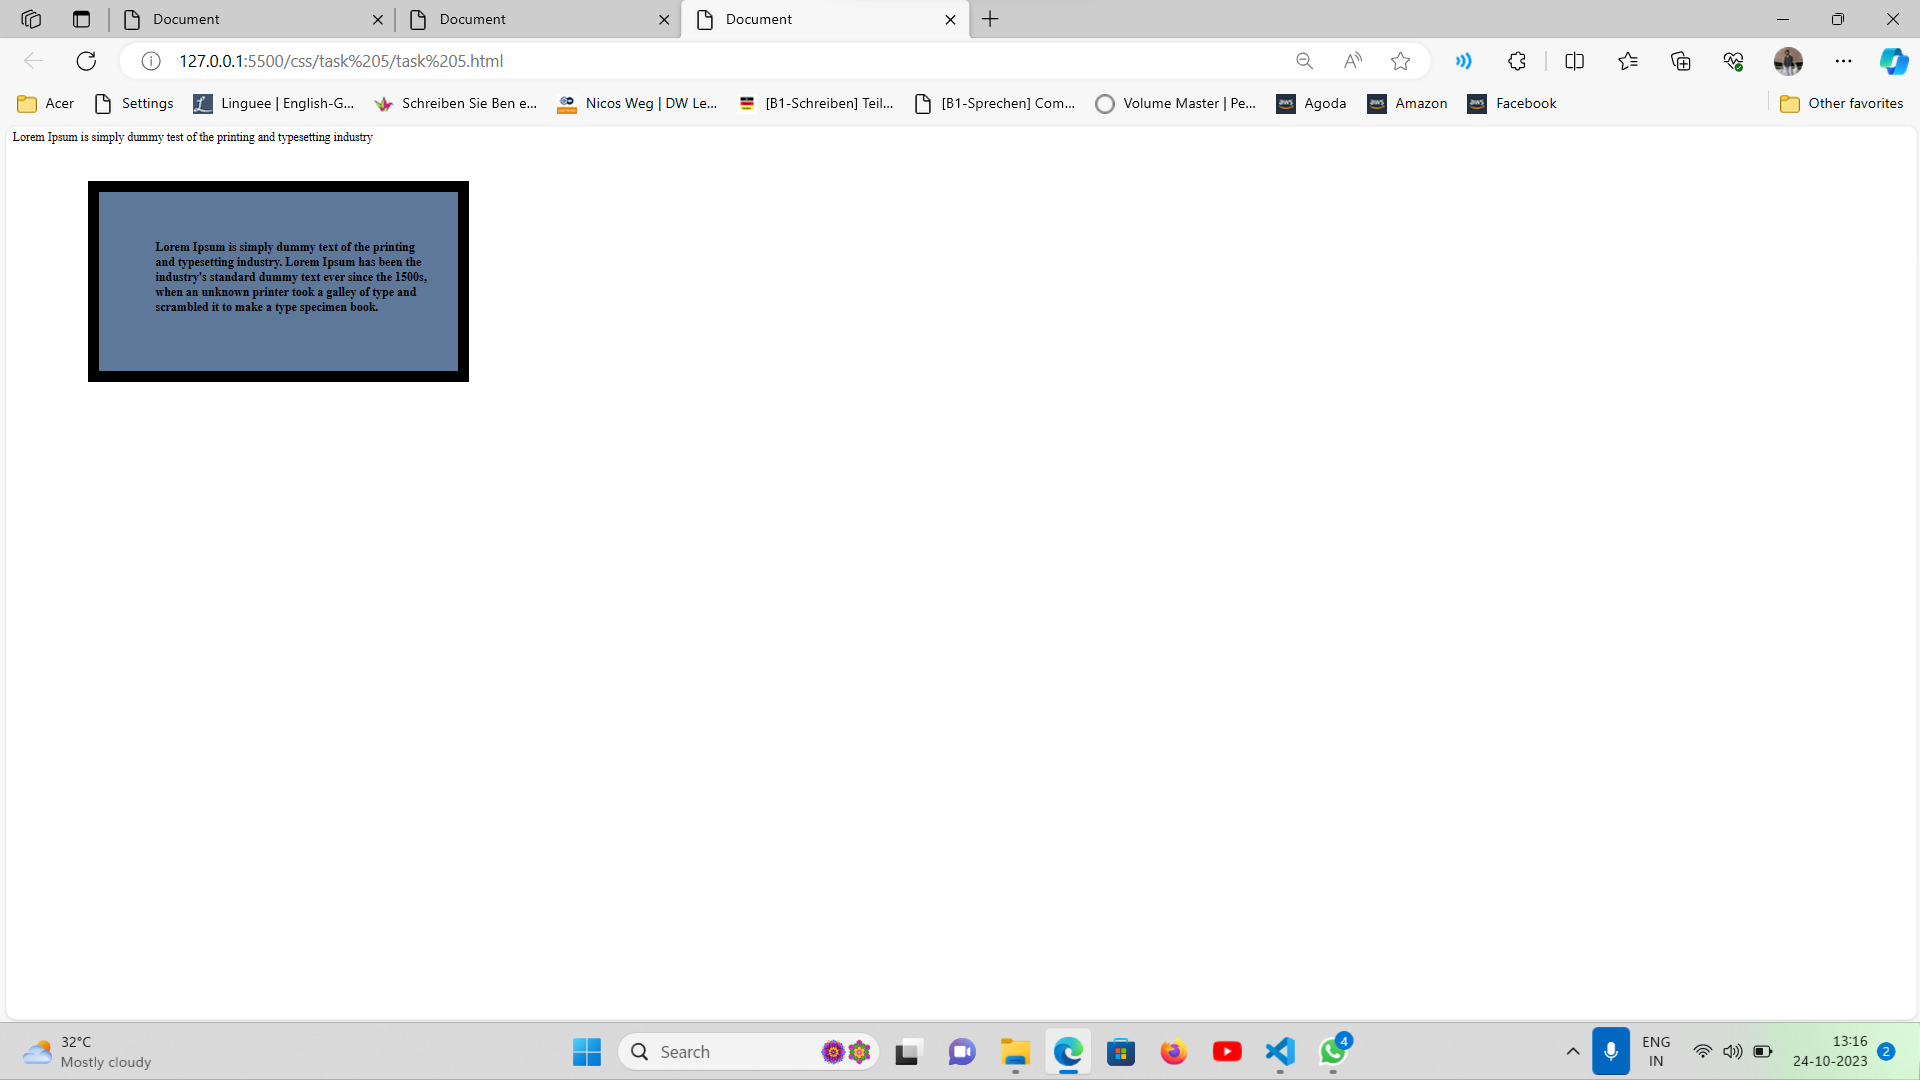 Document
Document
Document
127.0.0.1:5500/css/task%205/task%205.html
Acer
Settings
Linguee | English-G...
Schreiben Sie Ben e...
Nicos Weg | DW Le...
[B1-Schreiben] Teil...
[B1-Sprechen] Com...
Volume Master | Pe...
aws
Agoda
aws
Amazon
aws
Facebook
Other favorites
Lorem Ipsum is simply dummy test of the printing and typesetting industry
Lorem Ipsum is simply dummy text of the printing
and typesetting industry. Lorem Ipsum has been the
industry's standard dummy text ever since the 1500s,
when an unknown printer took a galley of type and
scrambled it to make a type specimen book.
32°C
Mostly cloudy
Search
4
ENG
IN
13:16
24-10-2023
2